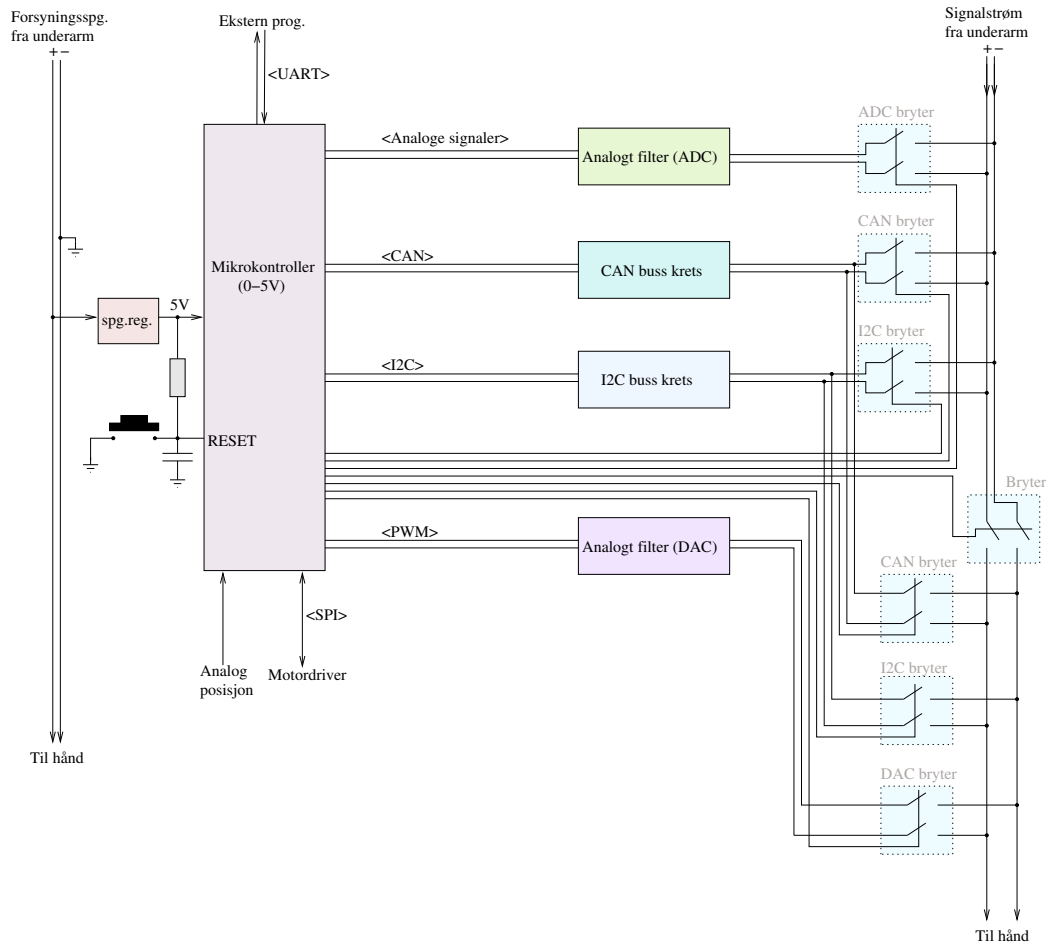 Forsyningsspg.
fra underarm
+−
Ekstern prog.
<UART>
Signalstrøm
fra underarm
+−
ADC bryter
<Analoge signaler>
Analogt filter (ADC)
CAN bryter
<CAN>
CAN buss krets
Mikrokontroller
(0−5V)
5V
spg.reg.
I2C bryter
<I2C>
I2C buss krets
RESET
Bryter
<PWM>
Analogt filter (DAC)
CAN bryter
<SPI>
Analog
posisjon
Motordriver
I2C bryter
Til hånd
DAC bryter
Til hånd